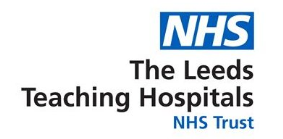 NHS
The Leeds
Teaching Hospitals
NHS Trust